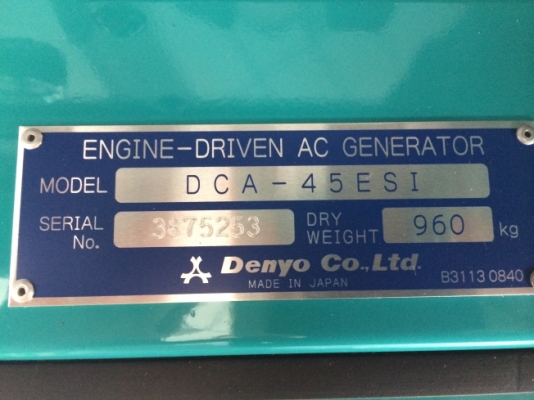 ENGINE-DRIVEN AC GENERATOR
MODEL DCA-45ESI
SERIAL No. 3875253 DRY WEIGHT 960 kg
Denyo Co.,Ltd.
MADE IN JAPAN B3113 0840